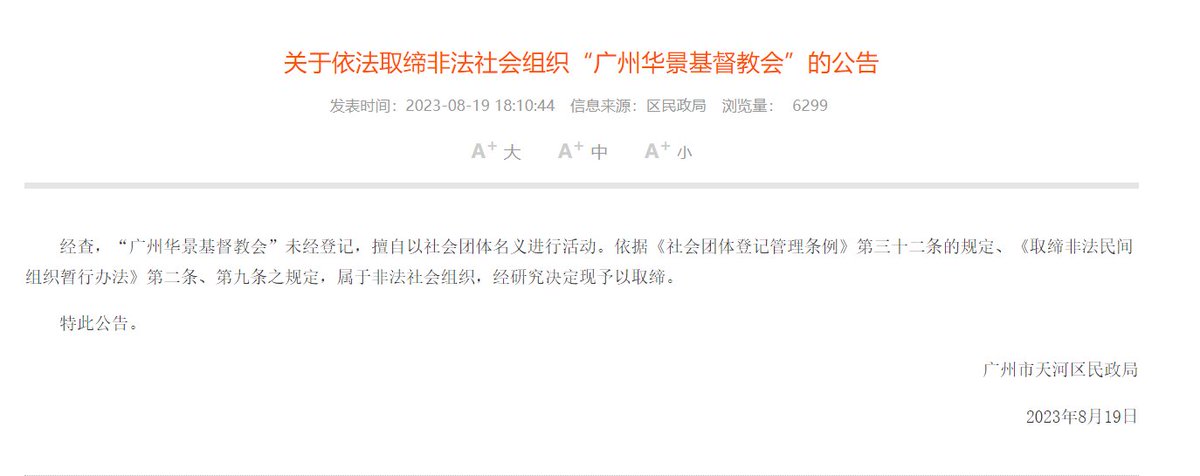 关于依法取缔非法社会组织“广州华景基督教会”的公告
发表时间：2023-08-19 18:10:44 信息来源：区民政局 浏览量： 6299
A+ 大 A+ 中 A+ 小
经查，“广州华景基督教会”未经登记，擅自以社会团体名义进行活动。依据《社会团体登记管理条例》第三十二条的规定、《取缔非法民间
组织暂行办法》第二条、第九条之规定，属于非法社会组织，经研究决定现予以取缔。
特此公告。
广州市天河区民政局
2023年8月19日